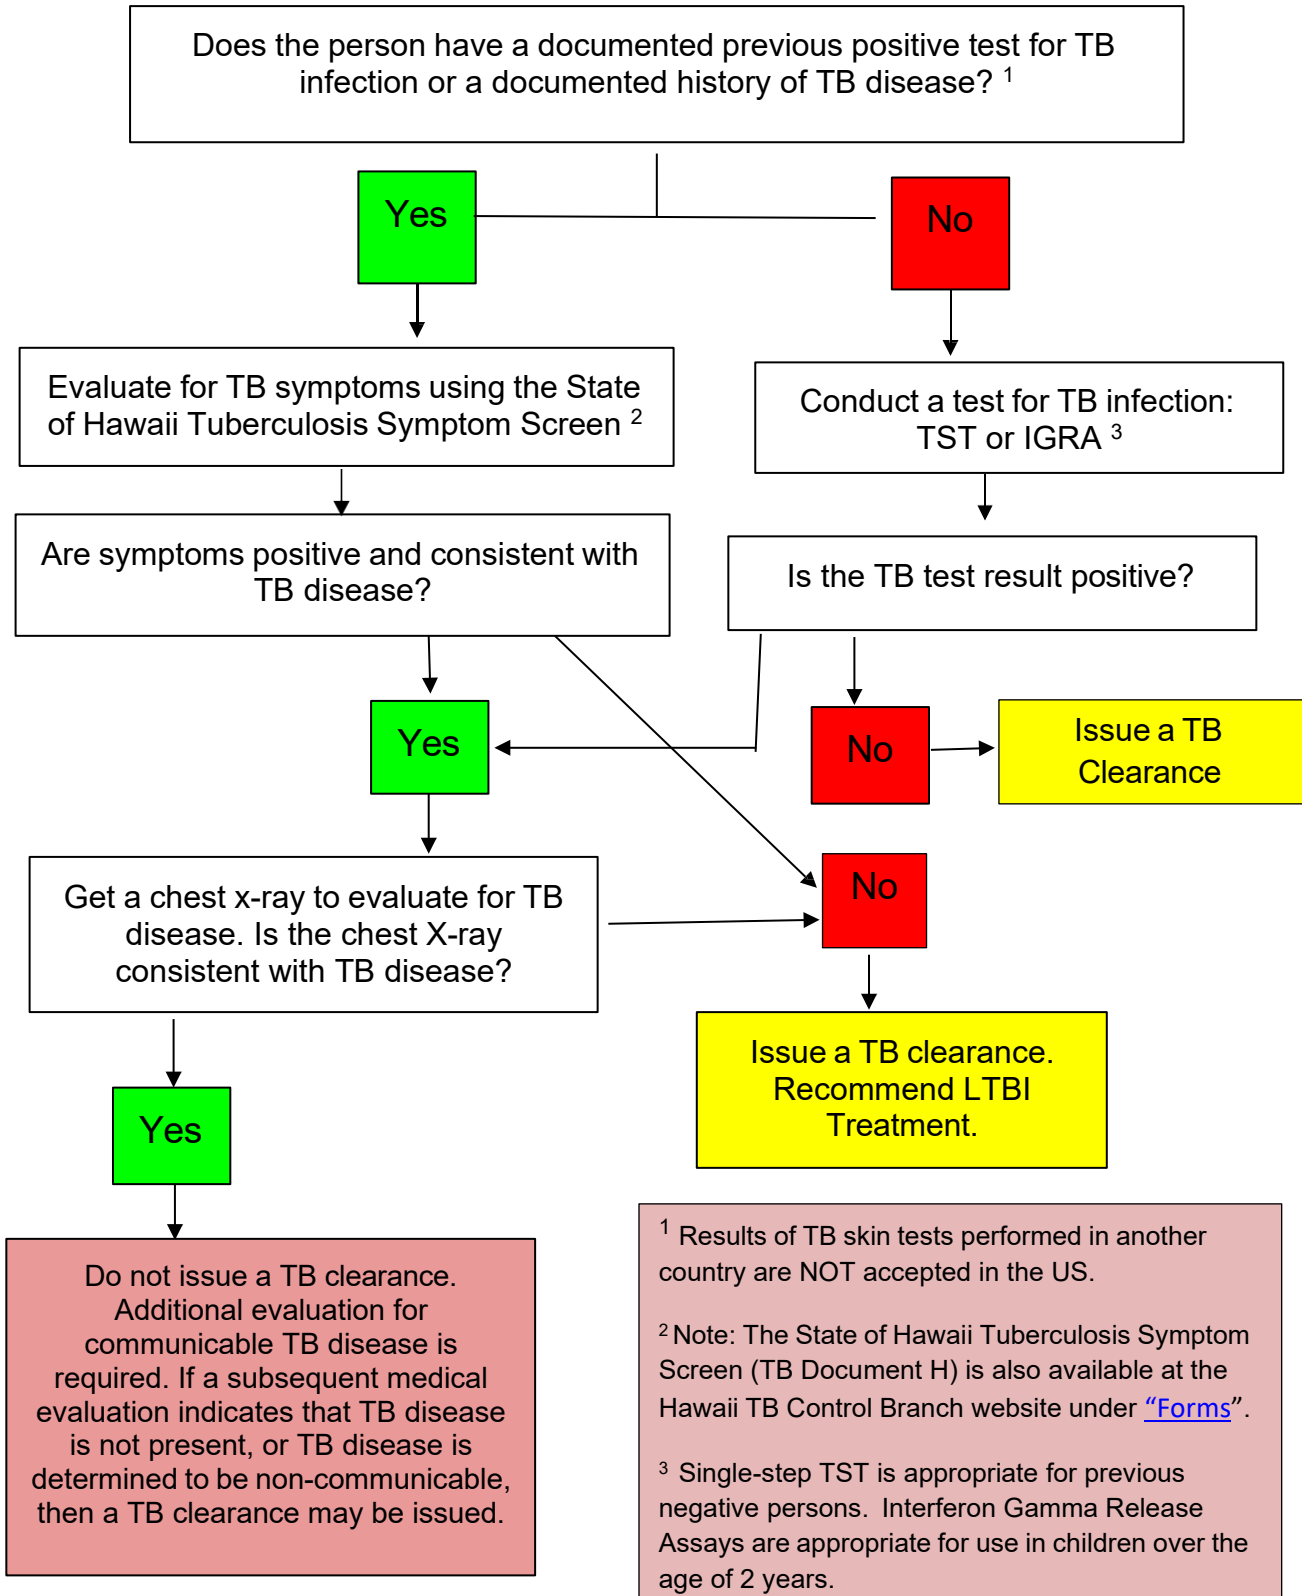 Does the person have a documented previous positive test for TB
infection or a documented history of TB disease? 1
Yes
No
Evaluate for TB symptoms using the State
of Hawaii Tuberculosis Symptom Screen 2
Conduct a test for TB infection:
TST or IGRA 3
Are symptoms positive and consistent with
TB disease?
Is the TB test result positive?
Yes
No
Issue a TB
Clearance
Get a chest x-ray to evaluate for TB
disease. Is the chest X-ray
consistent with TB disease?
No
Issue a TB clearance.
Recommend LTBI
Treatment.
Yes
Do not issue a TB clearance.
Additional evaluation for
communicable TB disease is
required. If a subsequent medical
evaluation indicates that TB disease
is not present, or TB disease is
determined to be non-communicable,
then a TB clearance may be issued.
1 Results of TB skin tests performed in another
country are NOT accepted in the US.
2 Note: The State of Hawaii Tuberculosis Symptom
Screen (TB Document H) is also available at the
Hawaii TB Control Branch website under “Forms”.
3 Single-step TST is appropriate for previous
negative persons. Interferon Gamma Release
Assays are appropriate for use in children over the
age of 2 years.